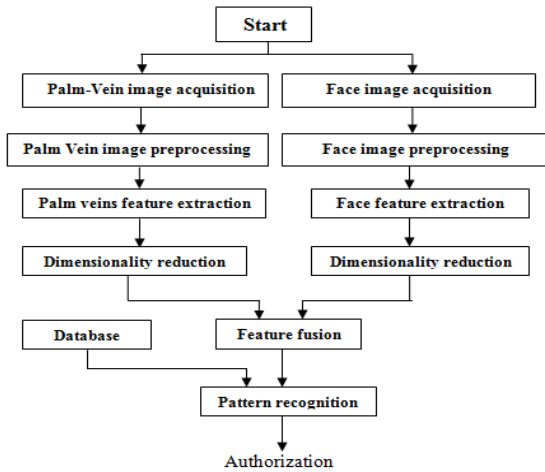 Start
Palm-Vein image acquisition
Face image acquisition
Palm Vein image preprocessing
Face image preprocessing
Palm veins feature extraction
Face feature extraction
Dimensionality reduction
Dimensionality reduction
Database
Feature fusion
Pattern recognition
Authorization